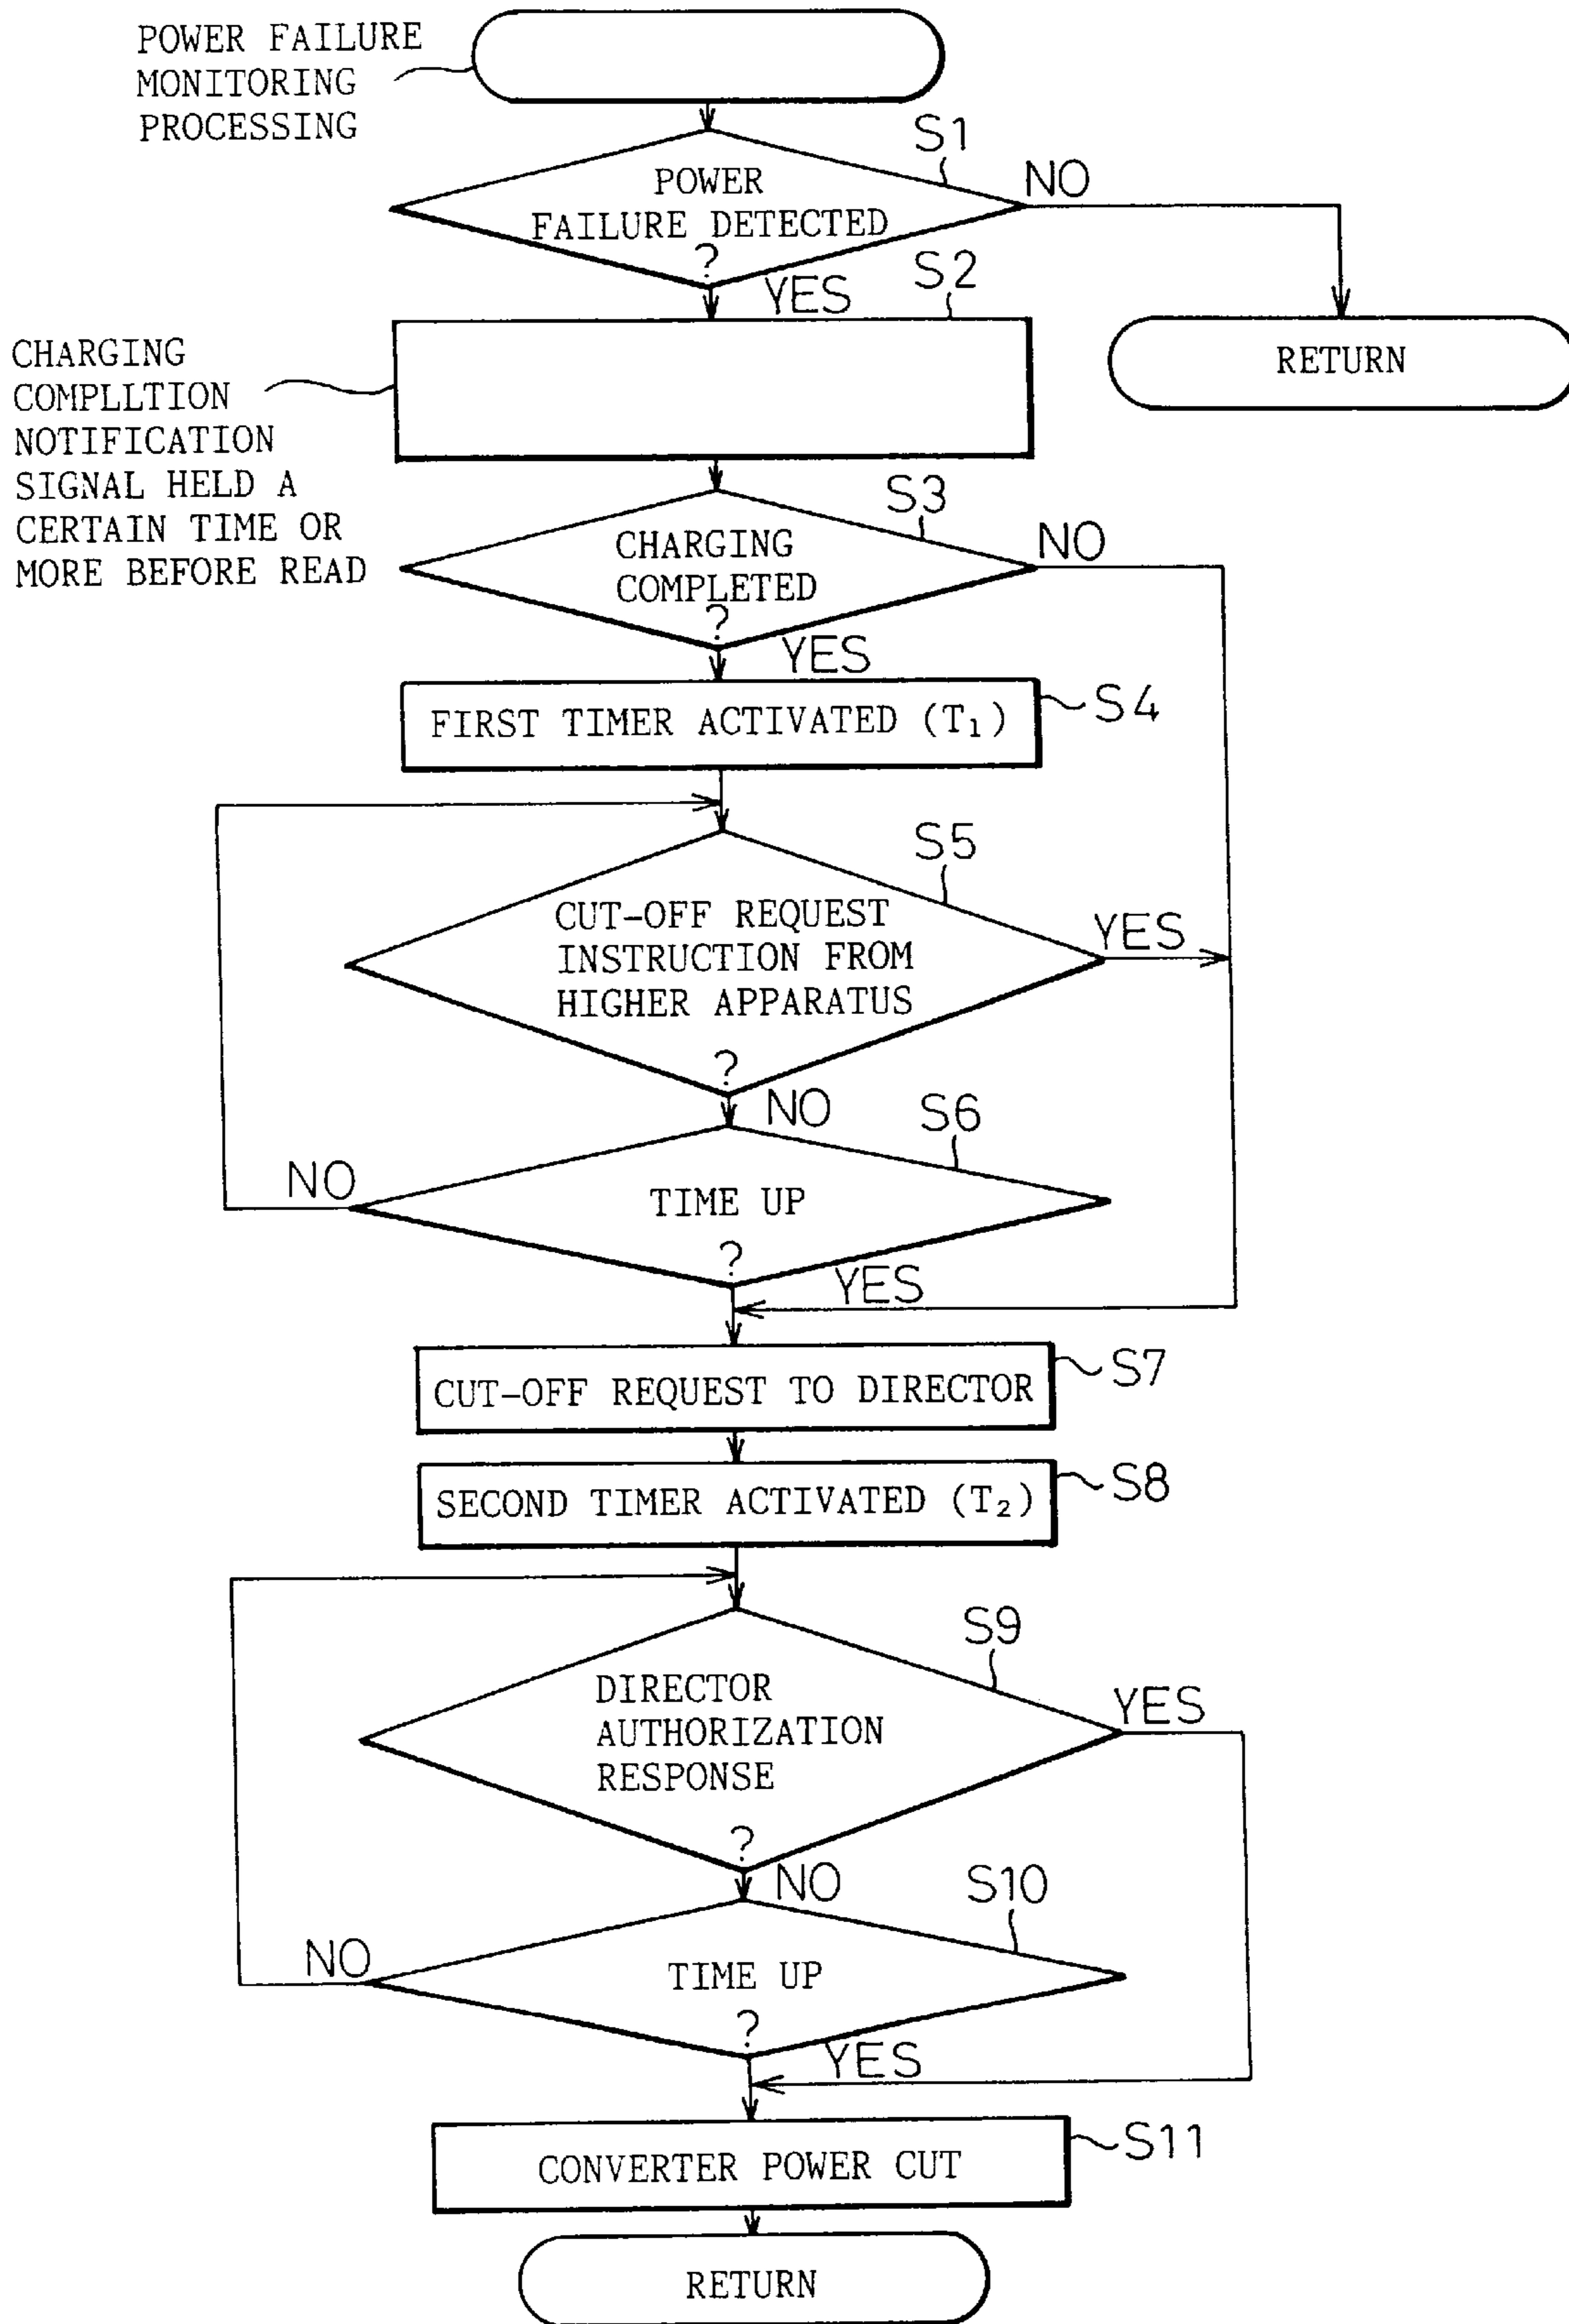 POWER FAILURE
MONITORING
PROCESSING
S1
POWER
FAILURE DETECTED
?
NO
YES
S2
RETURN
CHARGING
COMPLLTION
NOTIFICATION
SIGNAL HELD A
CERTAIN TIME OR
MORE BEFORE READ
S3
CHARGING
COMPLETED
?
NO
YES
FIRST TIMER ACTIVATED (T₁)
S4
S5
CUT-OFF REQUEST
INSTRUCTION FROM
HIGHER APPARATUS
?
YES
NO
S6
NO
TIME UP
?
YES
CUT-OFF REQUEST TO DIRECTOR
S7
SECOND TIMER ACTIVATED (T₂)
S8
S9
DIRECTOR
AUTHORIZATION
RESPONSE
?
YES
NO
S10
NO
TIME UP
?
YES
CONVERTER POWER CUT
S11
RETURN